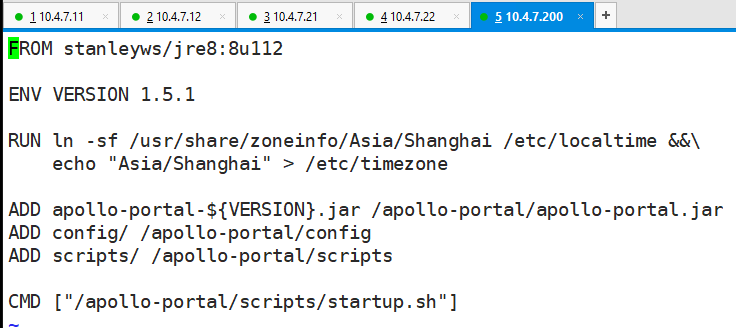 1 10.4.7.11 × 2 10.4.7.12 × 3 10.4.7.21 × 4 10.4.7.22 × 5 10.4.7.200 × +
FROM stanleyws/jre8:8u112
ENV VERSION 1.5.1
RUN ln -sf /usr/share/zoneinfo/Asia/Shanghai /etc/localtime &&\
    echo "Asia/Shanghai" > /etc/timezone
ADD apollo-portal-${VERSION}.jar /apollo-portal/apollo-portal.jar
ADD config/ /apollo-portal/config
ADD scripts/ /apollo-portal/scripts
CMD ["/apollo-portal/scripts/startup.sh"]
~